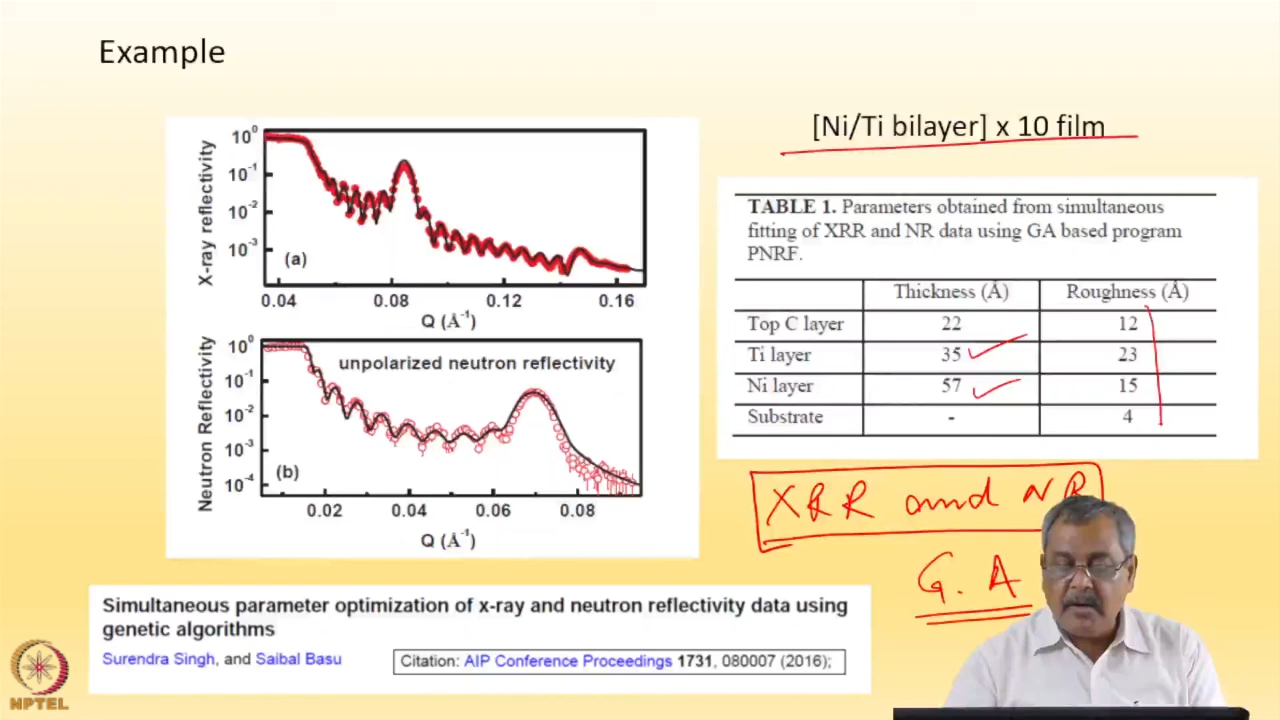 Example
[Ni/Ti bilayer] x 10 film
10⁰
10⁻¹
10⁻²
10⁻³
X-ray reflectivity
(a)
0.04 0.08 0.12 0.16
Q (Å⁻¹)
10⁰
10⁻¹
10⁻²
10⁻³
10⁻⁴
Neutron Reflectivity
unpolarized neutron reflectivity
(b)
0.02 0.04 0.06 0.08
Q (Å⁻¹)
TABLE 1. Parameters obtained from simultaneous
fitting of XRR and NR data using GA based program
PNRF.
Thickness (Å) Roughness (Å)
Top C layer 22 12
Ti layer 35 23
Ni layer 57 15
Substrate - 4
XRR and NR
G. A
Simultaneous parameter optimization of x-ray and neutron reflectivity data using
genetic algorithms
Surendra Singh, and Saibal Basu
Citation: AIP Conference Proceedings 1731, 080007 (2016);
NPTEL